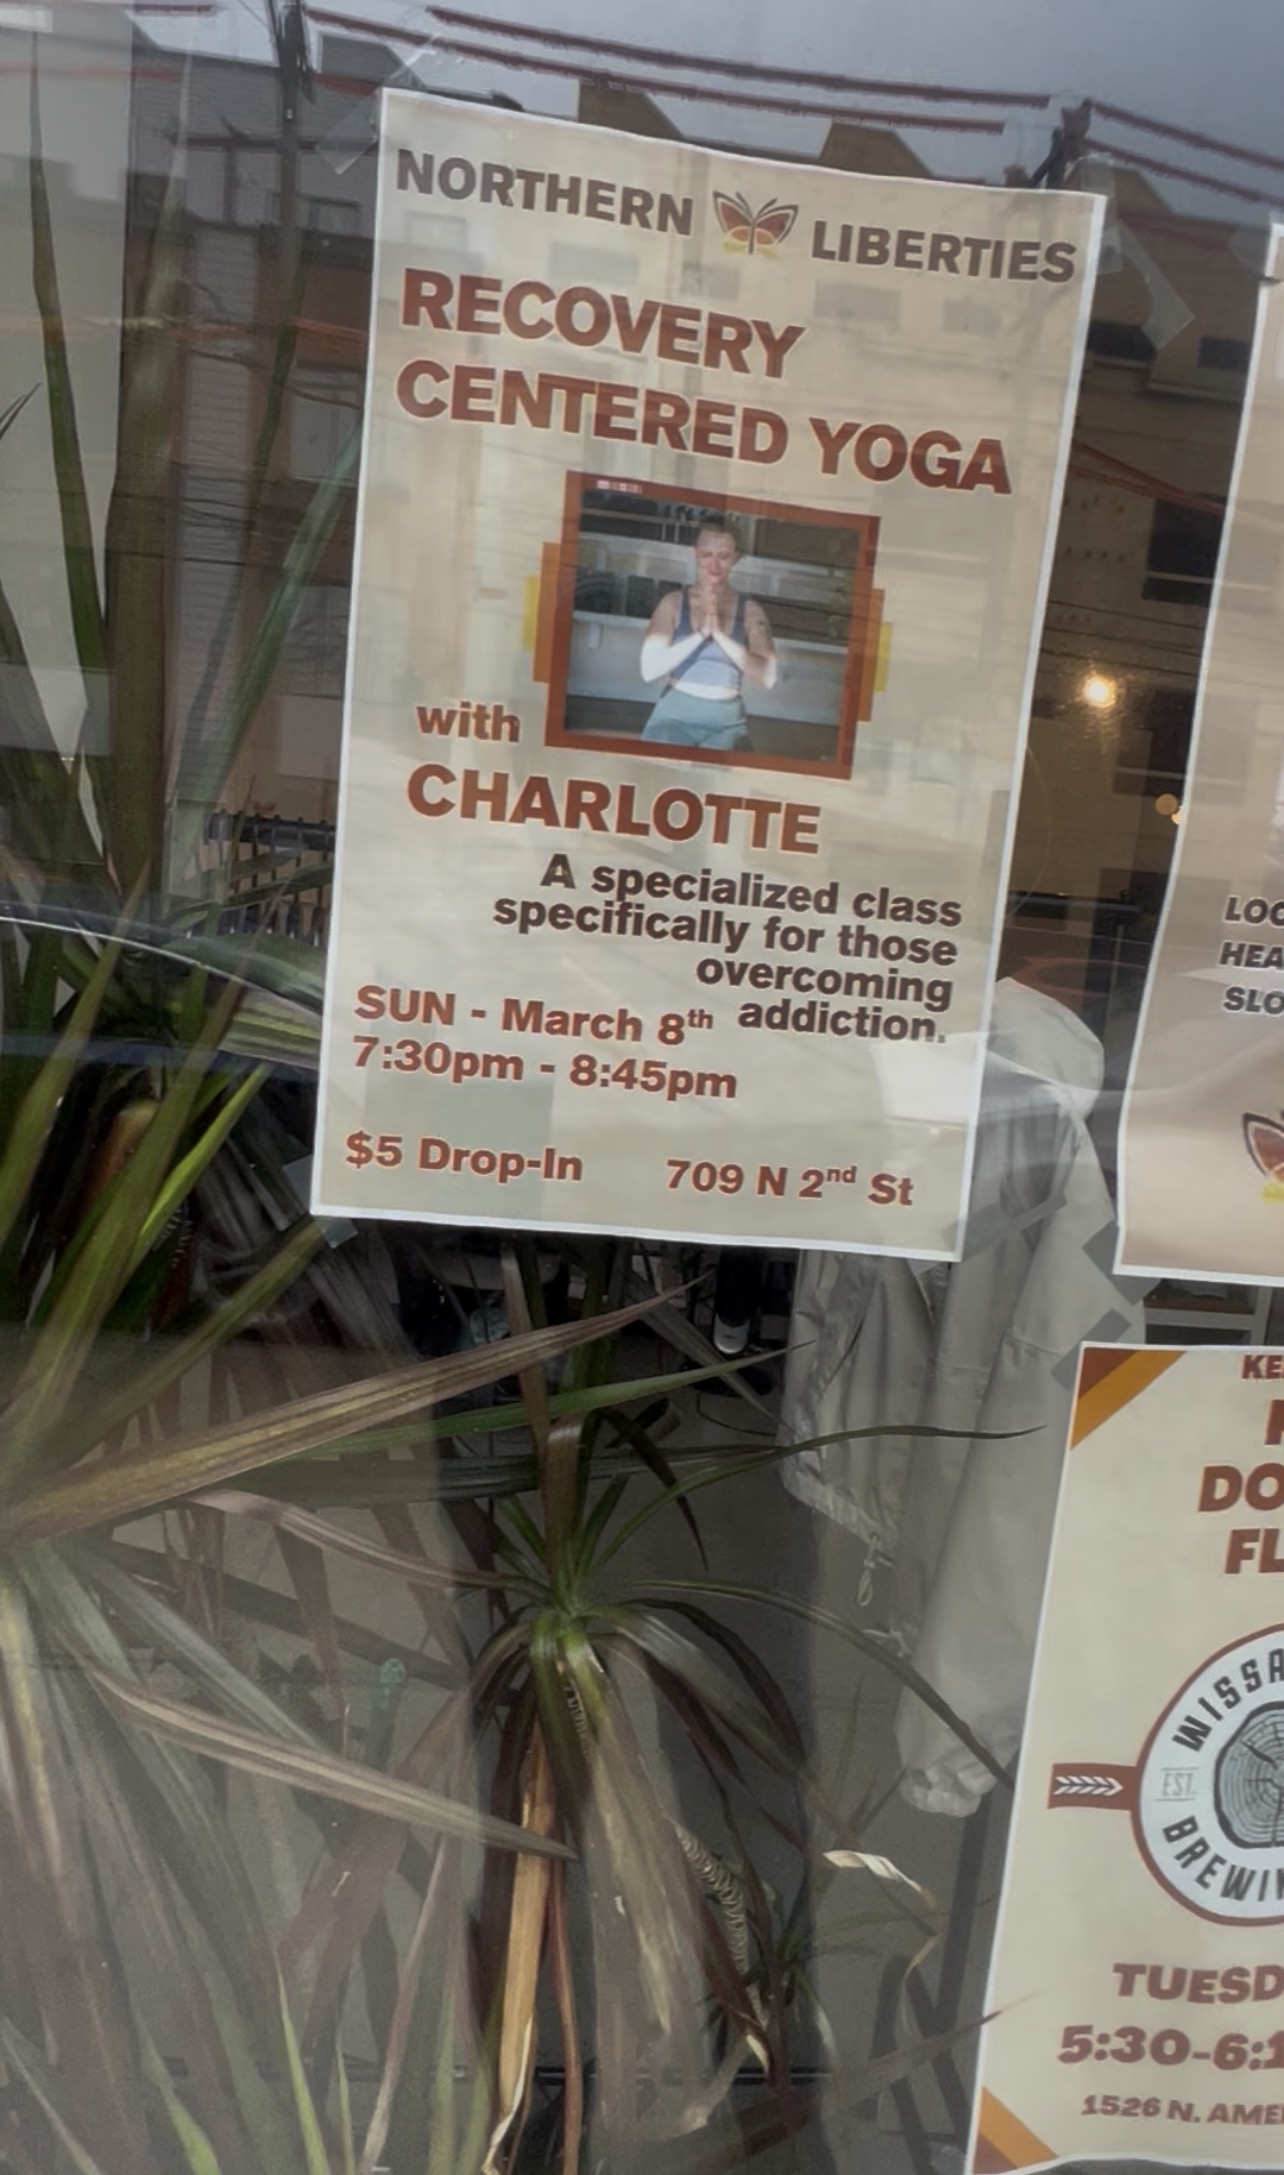 NORTHERN LIBERTIES
RECOVERY
CENTERED YOGA
with
CHARLOTTE
A specialized class
specifically for those
overcoming
addiction.
SUN - March 8th
7:30pm - 8:45pm
$5 Drop-In 709 N 2nd St
LOC
HEA
SLO
KE
DO
FL
WISSA
EST.
BREWI
TUESD
5:30-6:1
1526 N. AME